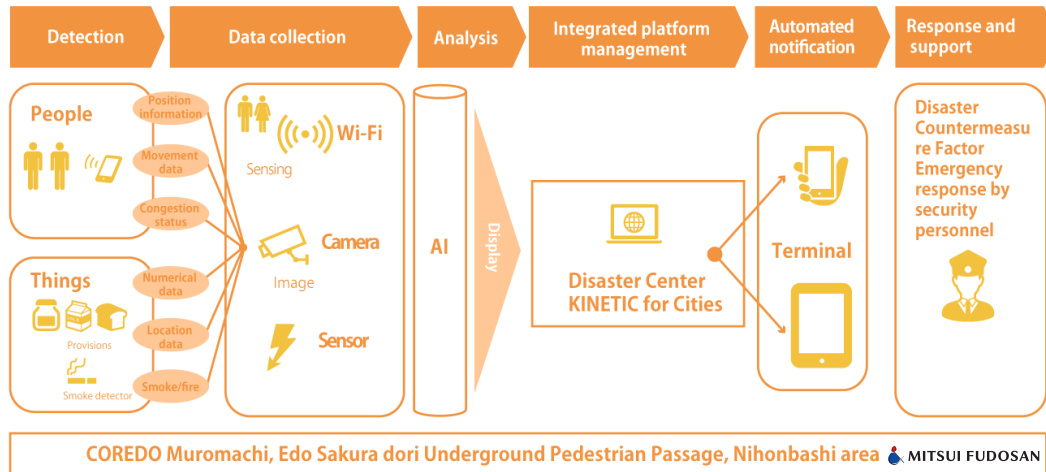 Detection
Data collection
Analysis
Integrated platform
management
Automated
notification
Response and
support
People
Position
information
Movement
data
Congestion
status
Things
Provisions
Smoke detector
Numerical
data
Location
data
Smoke/fire
Wi-Fi
Sensing
Camera
Image
Sensor
AI
Display
Disaster Center
KINETIC for Cities
Terminal
Disaster
Countermeasu
re Factor
Emergency
response by
security
personnel
COREDO Muromachi, Edo Sakura dori Underground Pedestrian Passage, Nihonbashi area
MITSUI FUDOSAN